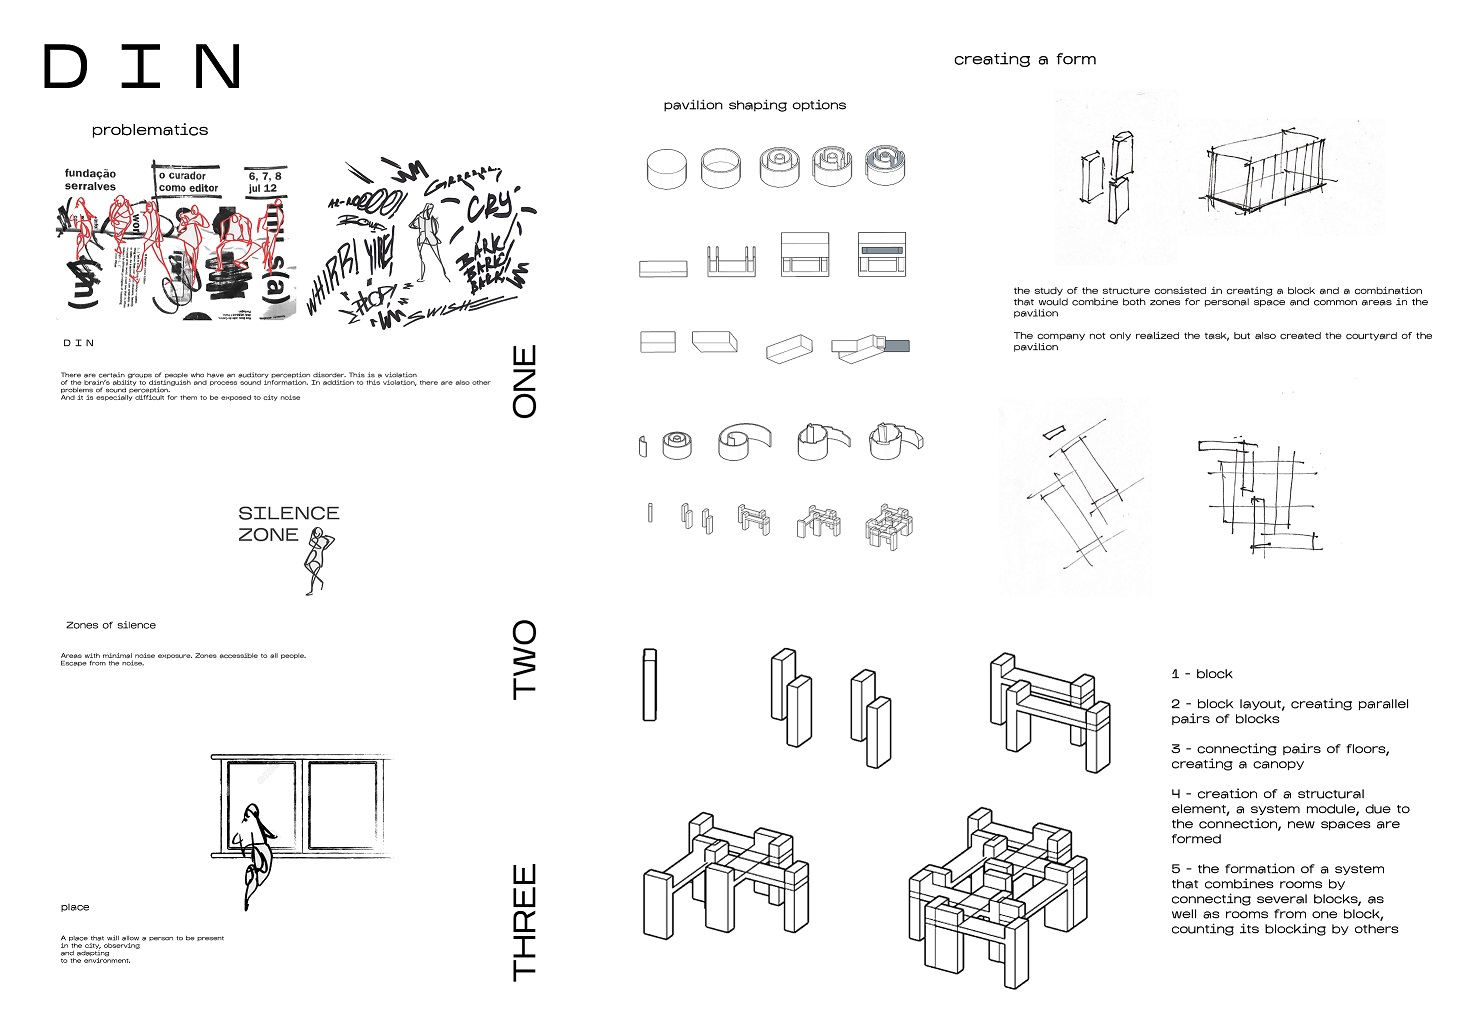 D I N
problematics
fundação
serralves
o curador
como editor
6, 7, 8
jul 12
wor
(n)
s(a)
Grrrrrr,
CRY
WHIRR!
YIPE!
BARK!
BARK!
BARK!
PLOP!
SWISH
D I N
There are certain groups of people who have an auditory perception disorder. This is a violation
of the brain's ability to distinguish and process sound information. In addition to this violation, there are also other
problems of sound perception.
And it is especially difficult for them to be exposed to city noise
ONE
SILENCE
ZONE
Zones of silence
Areas with minimal noise exposure. Zones accessible to all people.
Escape from the noise.
TWO
place
A place that will allow a person to be present
in the city, observing
and adapting
to the environment.
THREE
creating a form
pavilion shaping options
the study of the structure consisted in creating a block and a combination
that would combine both zones for personal space and common areas in the
pavilion
The company not only realized the task, but also created the courtyard of the
pavilion
1 - block
2 - block layout, creating parallel
pairs of blocks
3 - connecting pairs of floors,
creating a canopy
4 - creation of a structural
element, a system module, due to
the connection, new spaces are
formed
5 - the formation of a system
that combines rooms by
connecting several blocks, as
well as rooms from one block,
counting its blocking by others